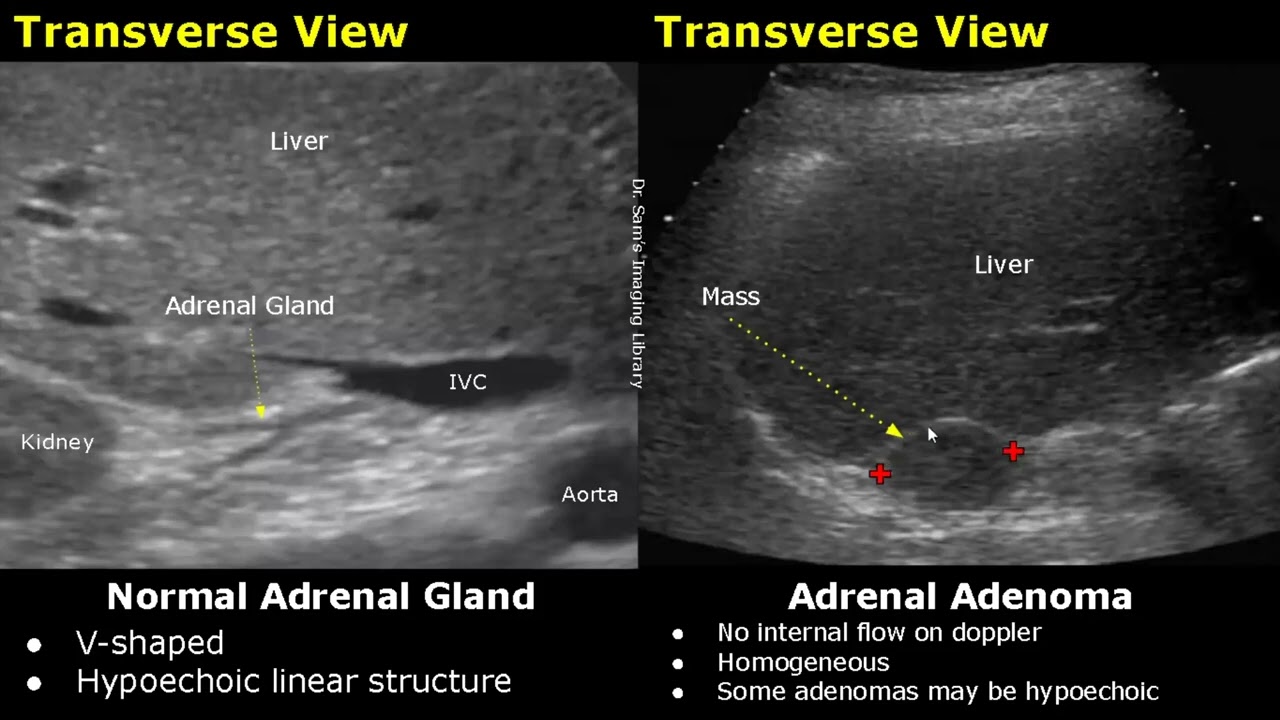 Transverse View
Liver
Adrenal Gland
IVC
Kidney
Aorta
Normal Adrenal Gland
● V-shaped
● Hypoechoic linear structure
Dr. Sam's Imaging Library
Transverse View
Liver
Mass
Adrenal Adenoma
● No internal flow on doppler
● Homogeneous
● Some adenomas may be hypoechoic